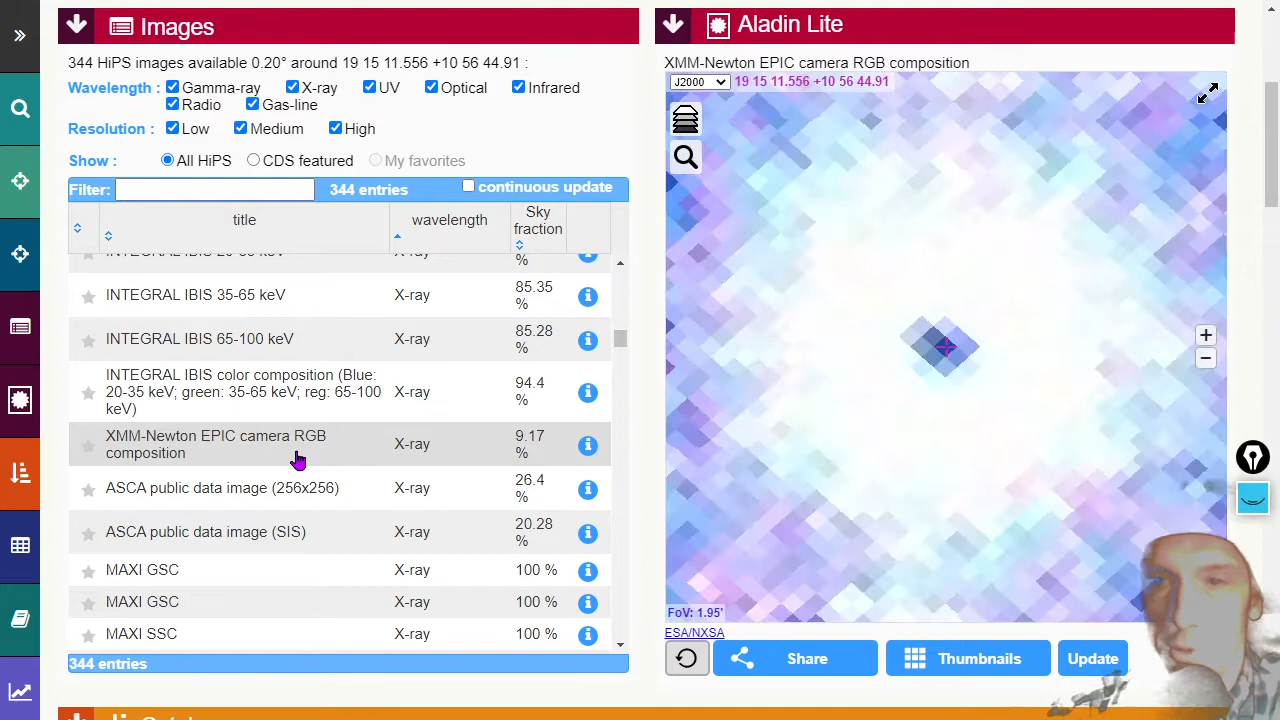 Images
344 HiPS images available 0.20° around 19 15 11.556 +10 56 44.91 :
Wavelength : Gamma-ray X-ray UV Optical Infrared
Radio Gas-line
Resolution : Low Medium High
Show : All HiPS CDS featured My favorites
Filter: 344 entries continuous update
title wavelength Sky fraction
%
INTEGRAL IBIS 35-65 keV X-ray 85.35 %
INTEGRAL IBIS 65-100 keV X-ray 85.28 %
INTEGRAL IBIS color composition (Blue:
20-35 keV; green: 35-65 keV; reg: 65-100
keV) X-ray 94.4 %
XMM-Newton EPIC camera RGB
composition X-ray 9.17 %
ASCA public data image (256x256) X-ray 26.4 %
ASCA public data image (SIS) X-ray 20.28 %
MAXI GSC X-ray 100 %
MAXI GSC X-ray 100 %
MAXI SSC X-ray 100 %
344 entries
Aladin Lite
XMM-Newton EPIC camera RGB composition
J2000 19 15 11.556 +10 56 44.91
+
−
FoV: 1.95'
ESA/NXSA
Share Thumbnails Update